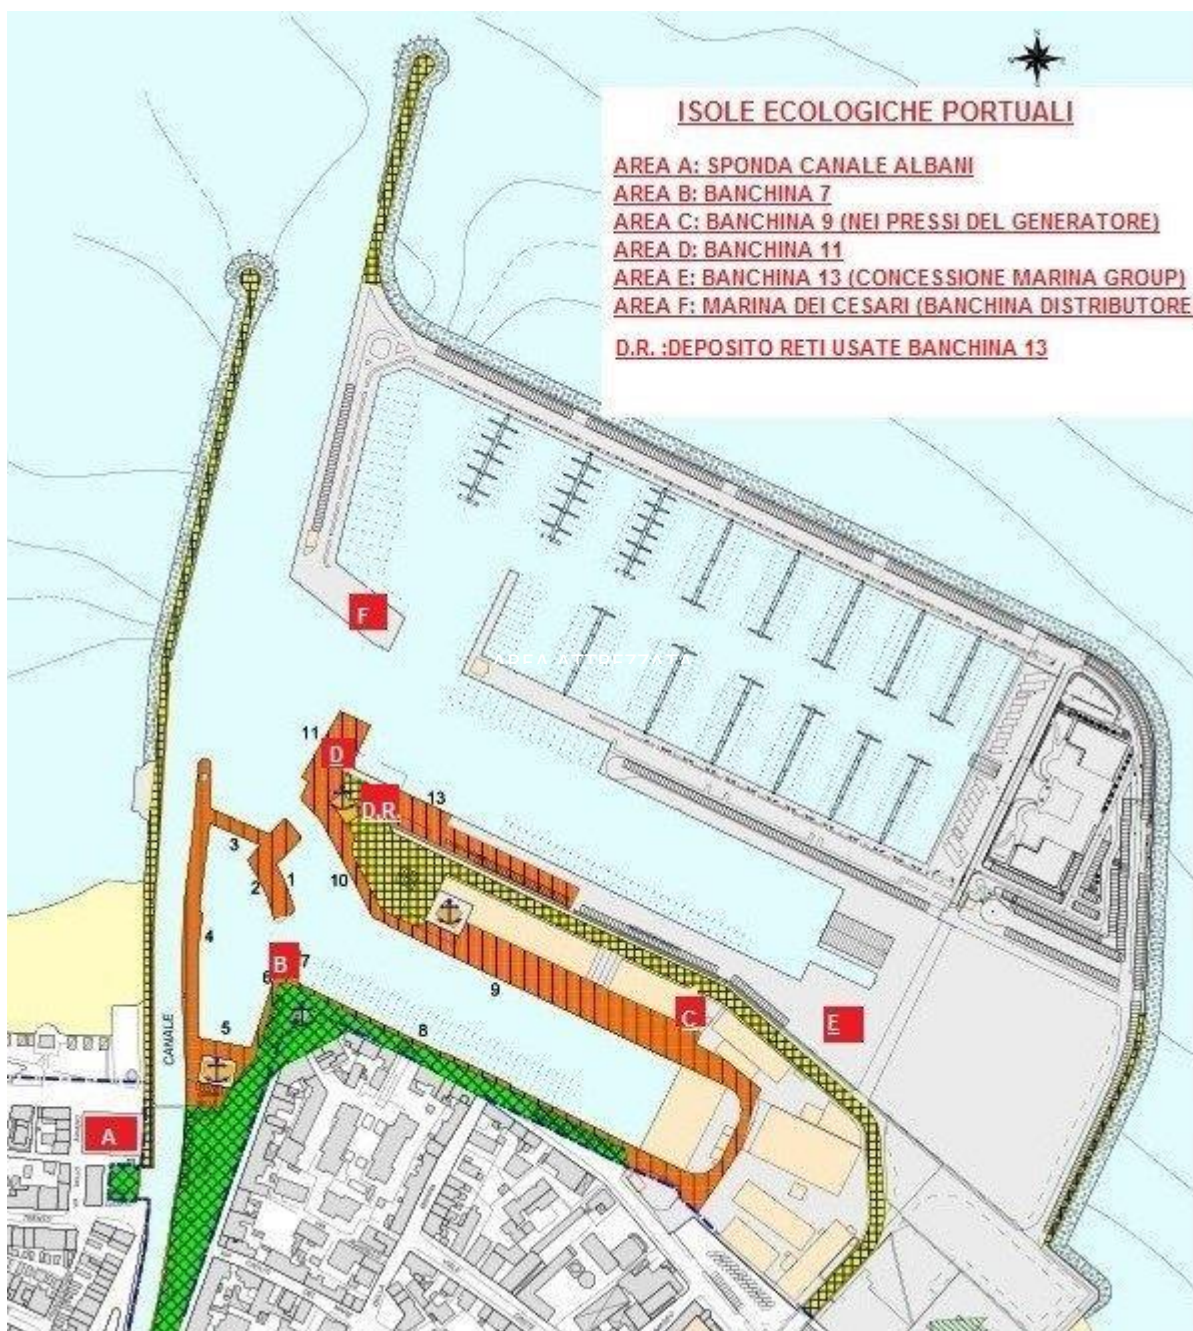 ISOLE ECOLOGICHE PORTUALI
AREA A: SPONDA CANALE ALBANI
AREA B: BANCHINA 7
AREA C: BANCHINA 9 (NEI PRESSI DEL GENERATORE)
AREA D: BANCHINA 11
AREA E: BANCHINA 13 (CONCESSIONE MARINA GROUP)
AREA F: MARINA DEI CESARI (BANCHINA DISTRIBUTORE
D.R. :DEPOSITO RETI USATE BANCHINA 13
F
11
D
D.R.
13
3
2
1
10
4
B
7
6
9
C
E
5
8
CANALE
A